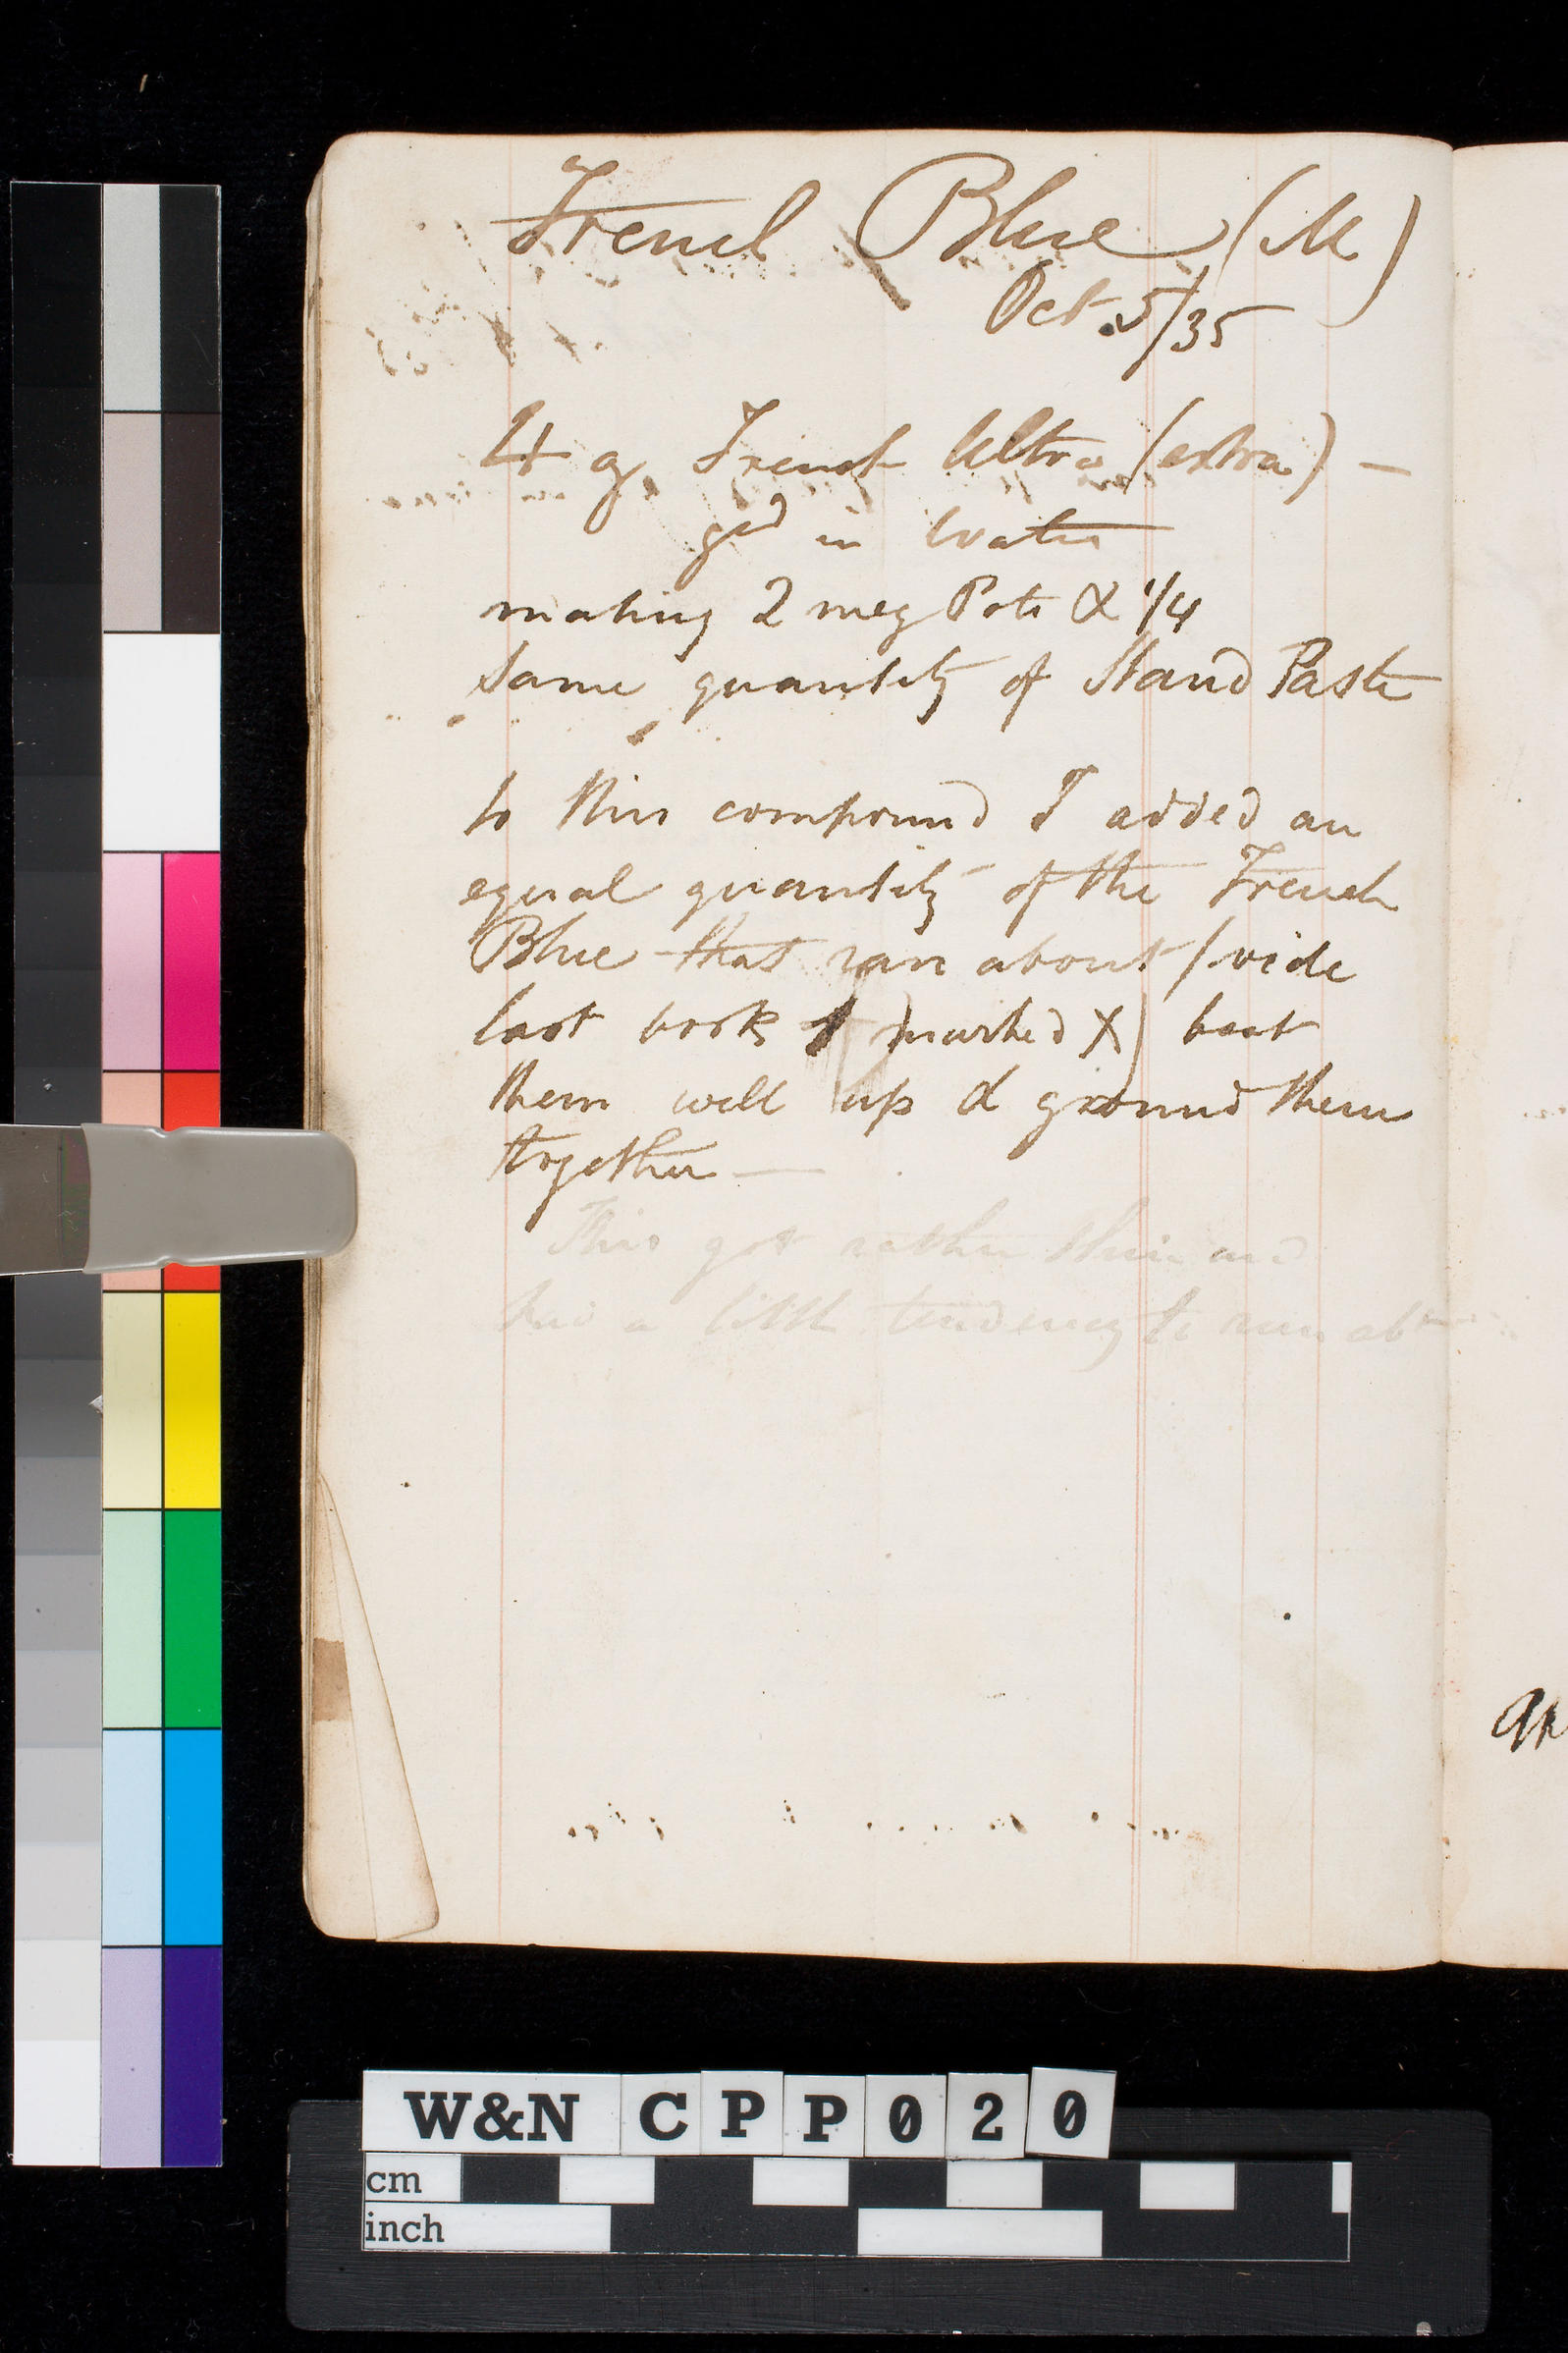 French Blue (M)
Oct. 5/35
4 oz French Ultra (extra) -
gd in Water
making 2 meg Pots & 1/4
Same quantity of Stand Paste
to this compound I added an
equal quantity of the French
Blue that ran about (vide
last book marked X) beat
them well up & ground them
together —
This got rather thin and
had a little tendency to run abt
W&N CPP020
cm
inch